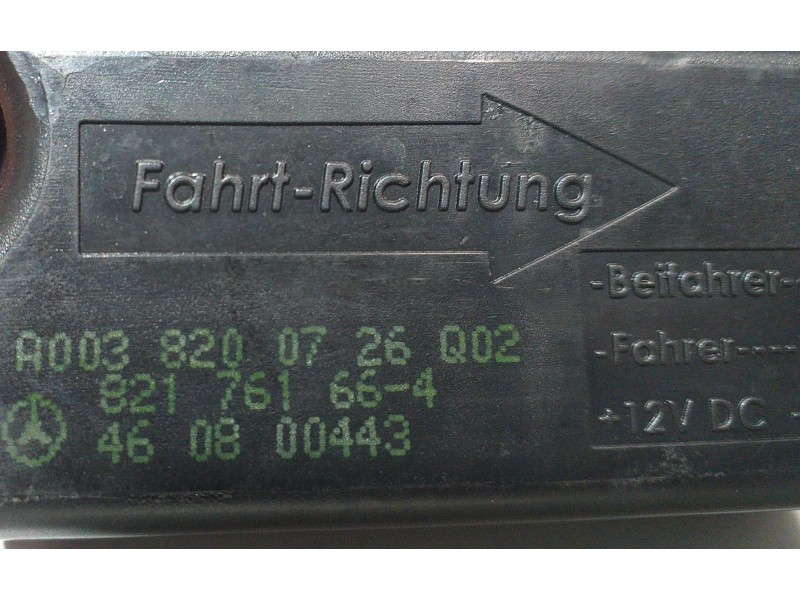 Fahrt-Richtung
-Beifahrer--
-Fahrer----
+12V DC -
A003 820 07 26 Q02
821 761 66-4
46 08 00443